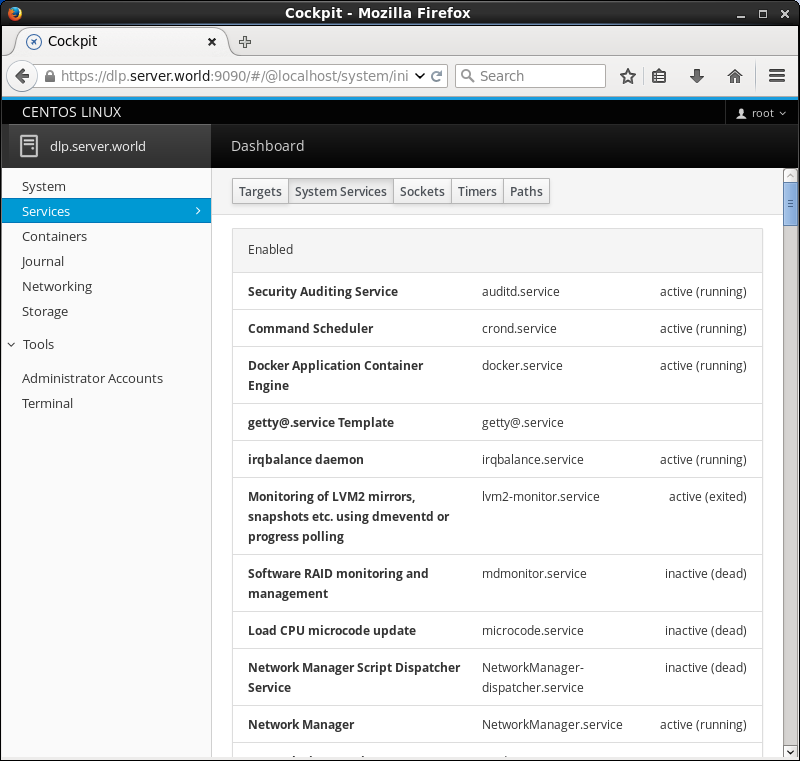 Cockpit - Mozilla Firefox
Cockpit
https://dlp.server.world:9090/#/@localhost/system/ini
Search
CENTOS LINUX
root
dlp.server.world
Dashboard
System
Services
Containers
Journal
Networking
Storage
Tools
Administrator Accounts
Terminal
Targets System Services Sockets Timers Paths
Enabled
Security Auditing Service auditd.service active (running)
Command Scheduler crond.service active (running)
Docker Application Container docker.service active (running)
Engine
getty@.service Template getty@.service
irqbalance daemon irqbalance.service active (running)
Monitoring of LVM2 mirrors, lvm2-monitor.service active (exited)
snapshots etc. using dmeventd or
progress polling
Software RAID monitoring and mdmonitor.service inactive (dead)
management
Load CPU microcode update microcode.service inactive (dead)
Network Manager Script Dispatcher NetworkManager- inactive (dead)
Service dispatcher.service
Network Manager NetworkManager.service active (running)